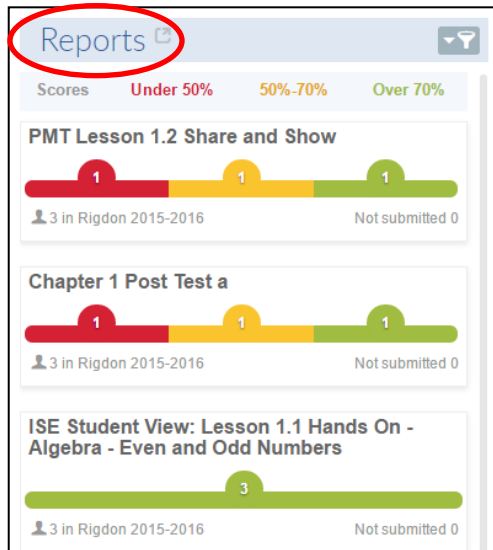 Reports
Scores Under 50% 50%-70% Over 70%
PMT Lesson 1.2 Share and Show
1 1 1
3 in Rigdon 2015-2016 Not submitted 0
Chapter 1 Post Test a
1 1 1
3 in Rigdon 2015-2016 Not submitted 0
ISE Student View: Lesson 1.1 Hands On -
Algebra - Even and Odd Numbers
3
3 in Rigdon 2015-2016 Not submitted 0